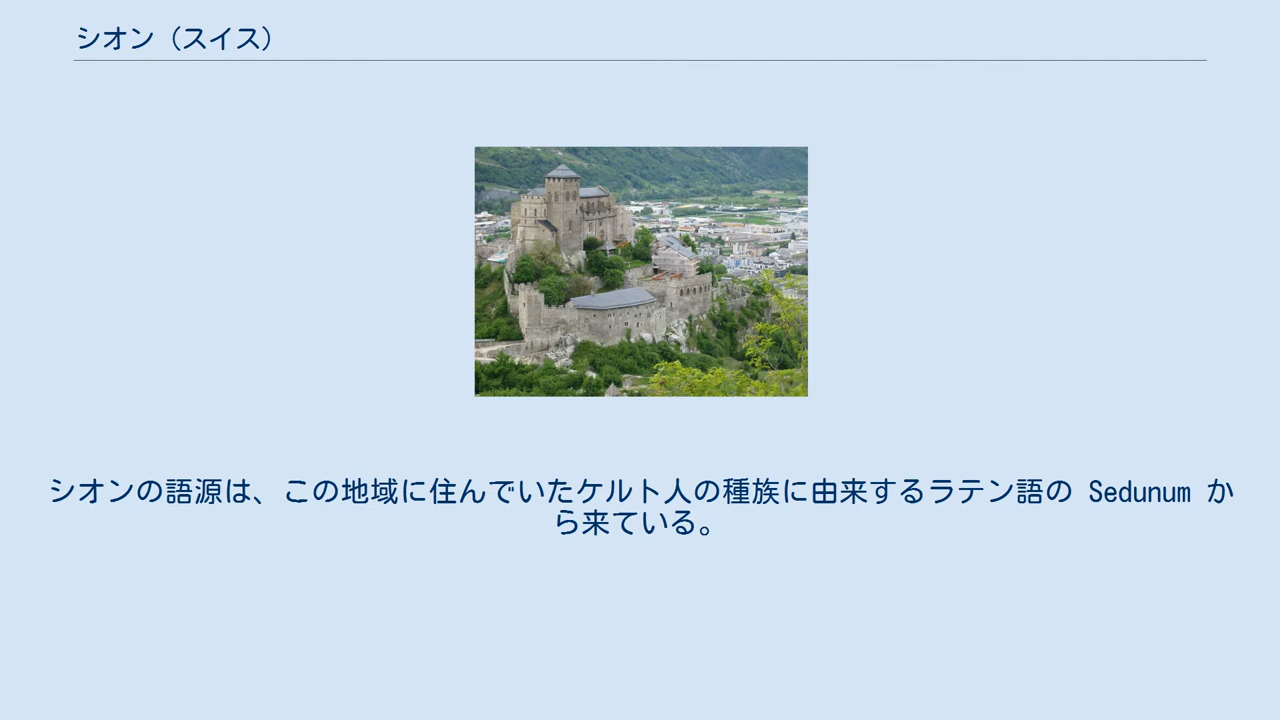 シオン（スイス）
シオンの語源は、この地域に住んでいたケルト人の種族に由来するラテン語の Sedunum か
ら来ている。